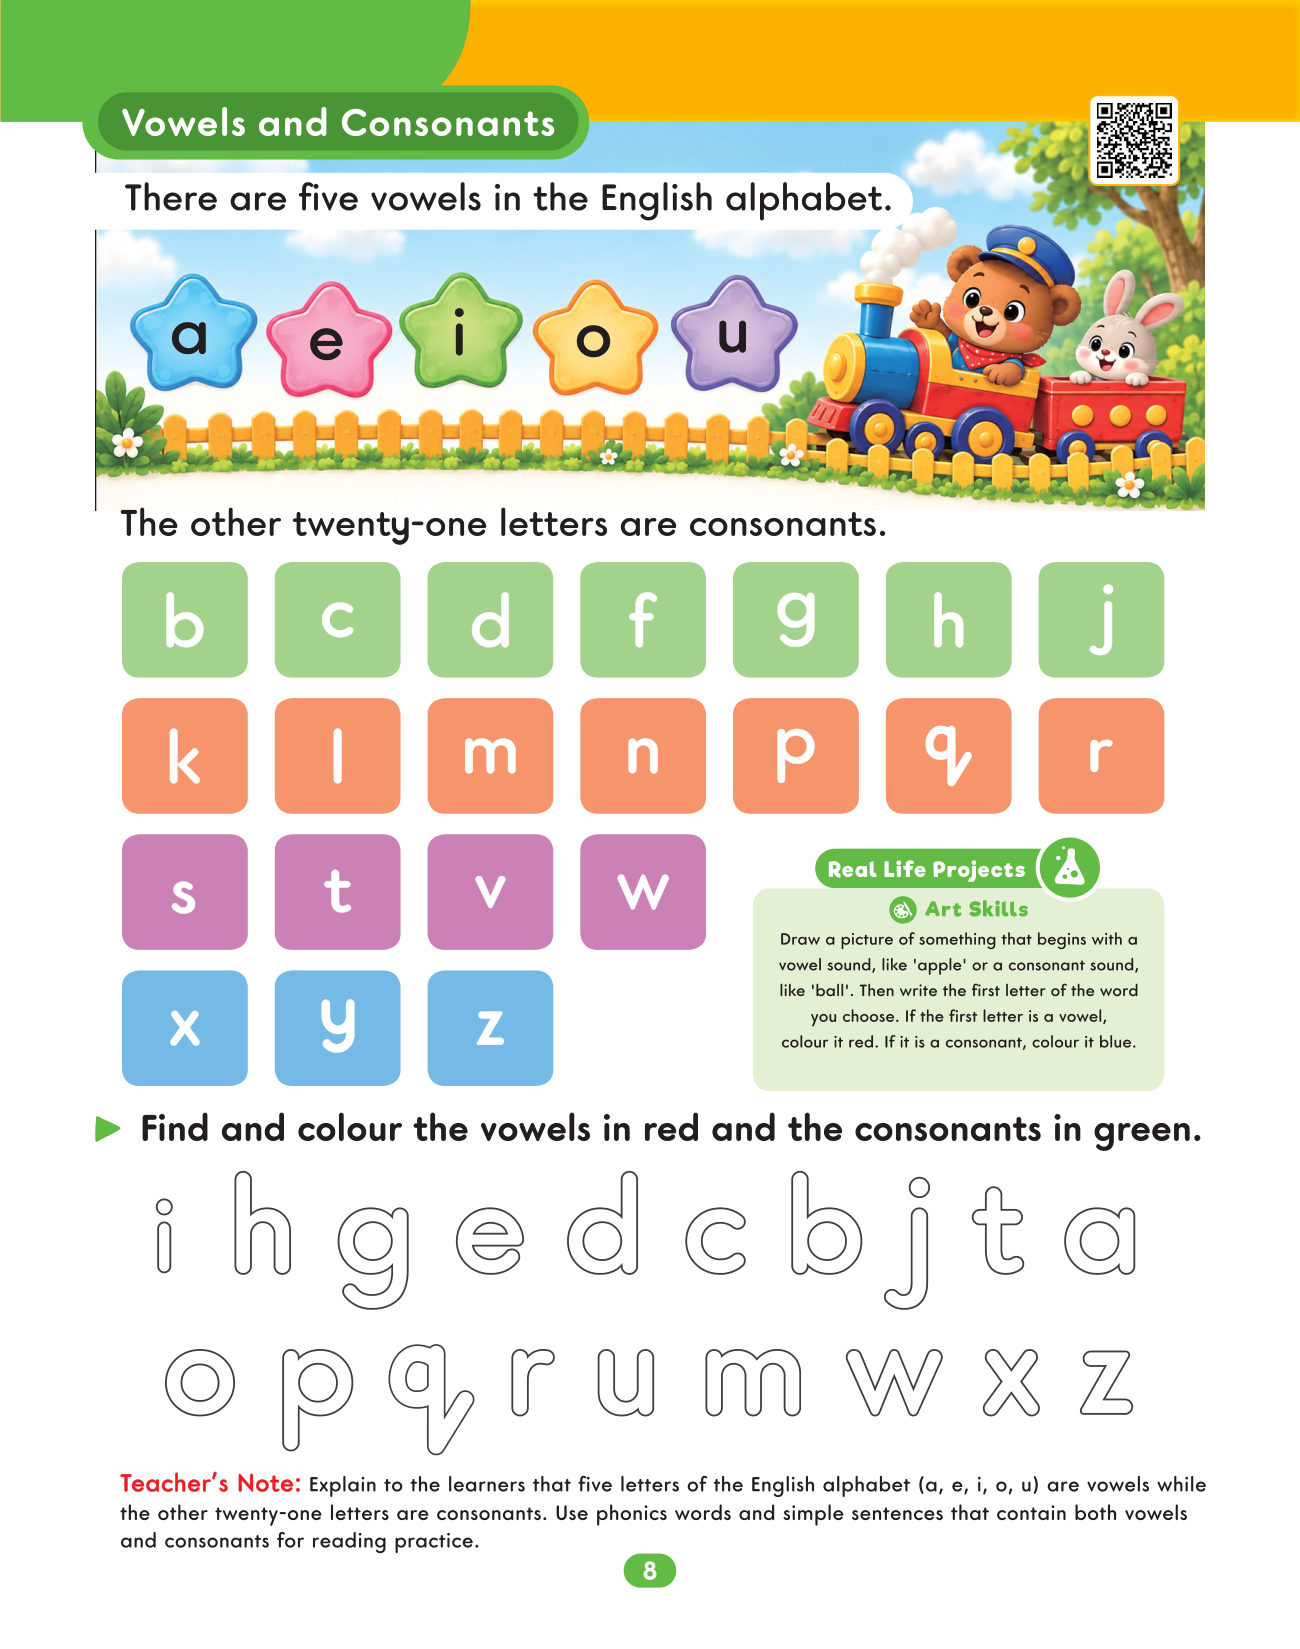 Vowels and Consonants
There are five vowels in the English alphabet.
a e i o u
The other twenty-one letters are consonants.
b c d f g h j
k l m n p q r
s t v w
x y z
Real Life Projects
Art Skills
Draw a picture of something that begins with a
vowel sound, like 'apple' or a consonant sound,
like 'ball'. Then write the first letter of the word
you choose. If the first letter is a vowel,
colour it red. If it is a consonant, colour it blue.
Find and colour the vowels in red and the consonants in green.
i h g e d c b j t a
o p q r u m w x z
Teacher's Note: Explain to the learners that five letters of the English alphabet (a, e, i, o, u) are vowels while
the other twenty-one letters are consonants. Use phonics words and simple sentences that contain both vowels
and consonants for reading practice.
8